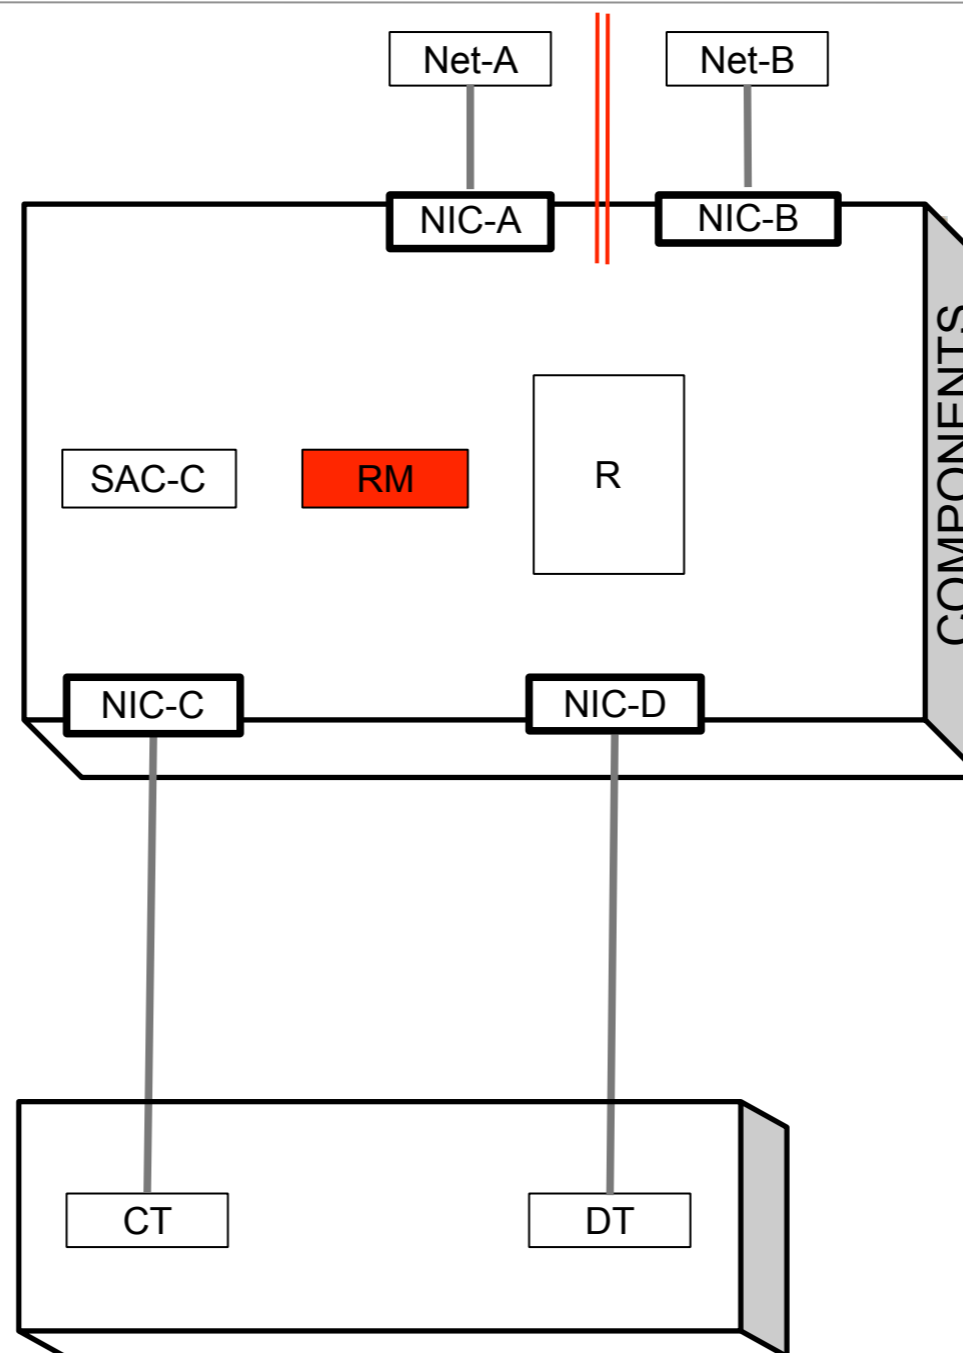 Net-A
Net-B
NIC-A
NIC-B
COMPONENTS
SAC-C
RM
R
NIC-C
NIC-D
CT
DT